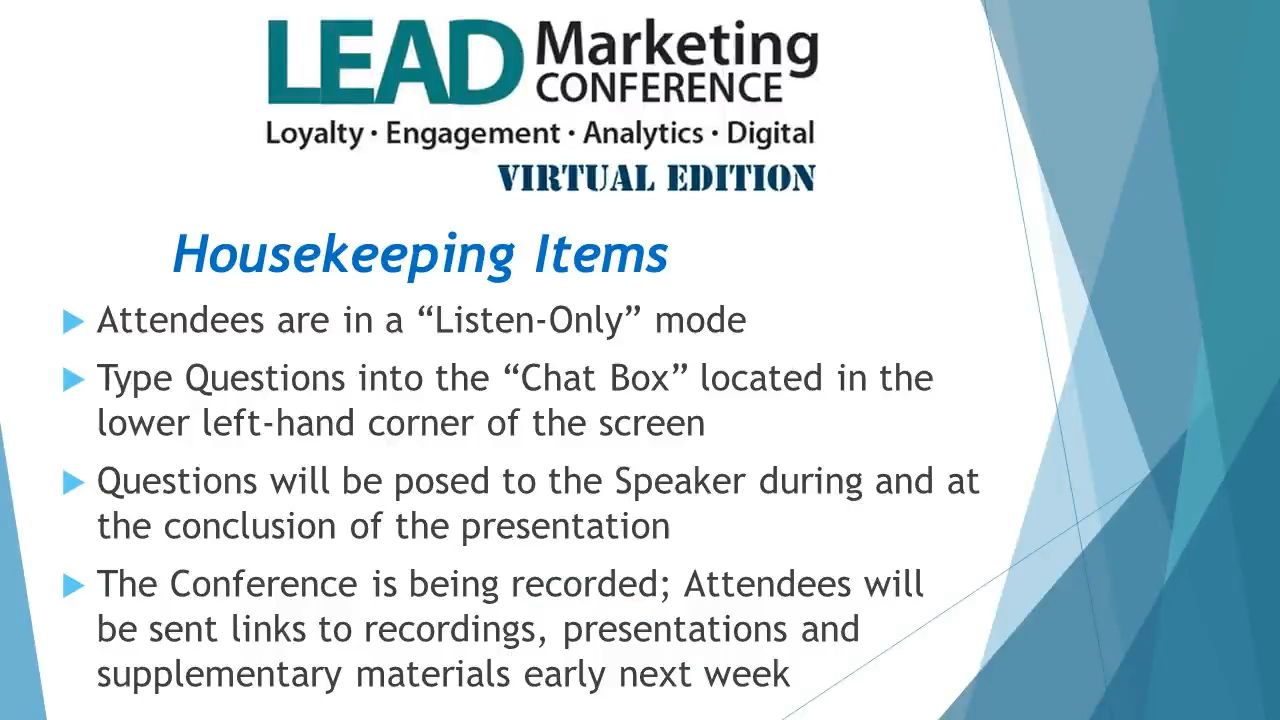 LEAD Marketing
CONFERENCE
Loyalty · Engagement · Analytics · Digital
VIRTUAL EDITION
Housekeeping Items
Attendees are in a “Listen-Only” mode
Type Questions into the “Chat Box” located in the
lower left-hand corner of the screen
Questions will be posed to the Speaker during and at
the conclusion of the presentation
The Conference is being recorded; Attendees will
be sent links to recordings, presentations and
supplementary materials early next week